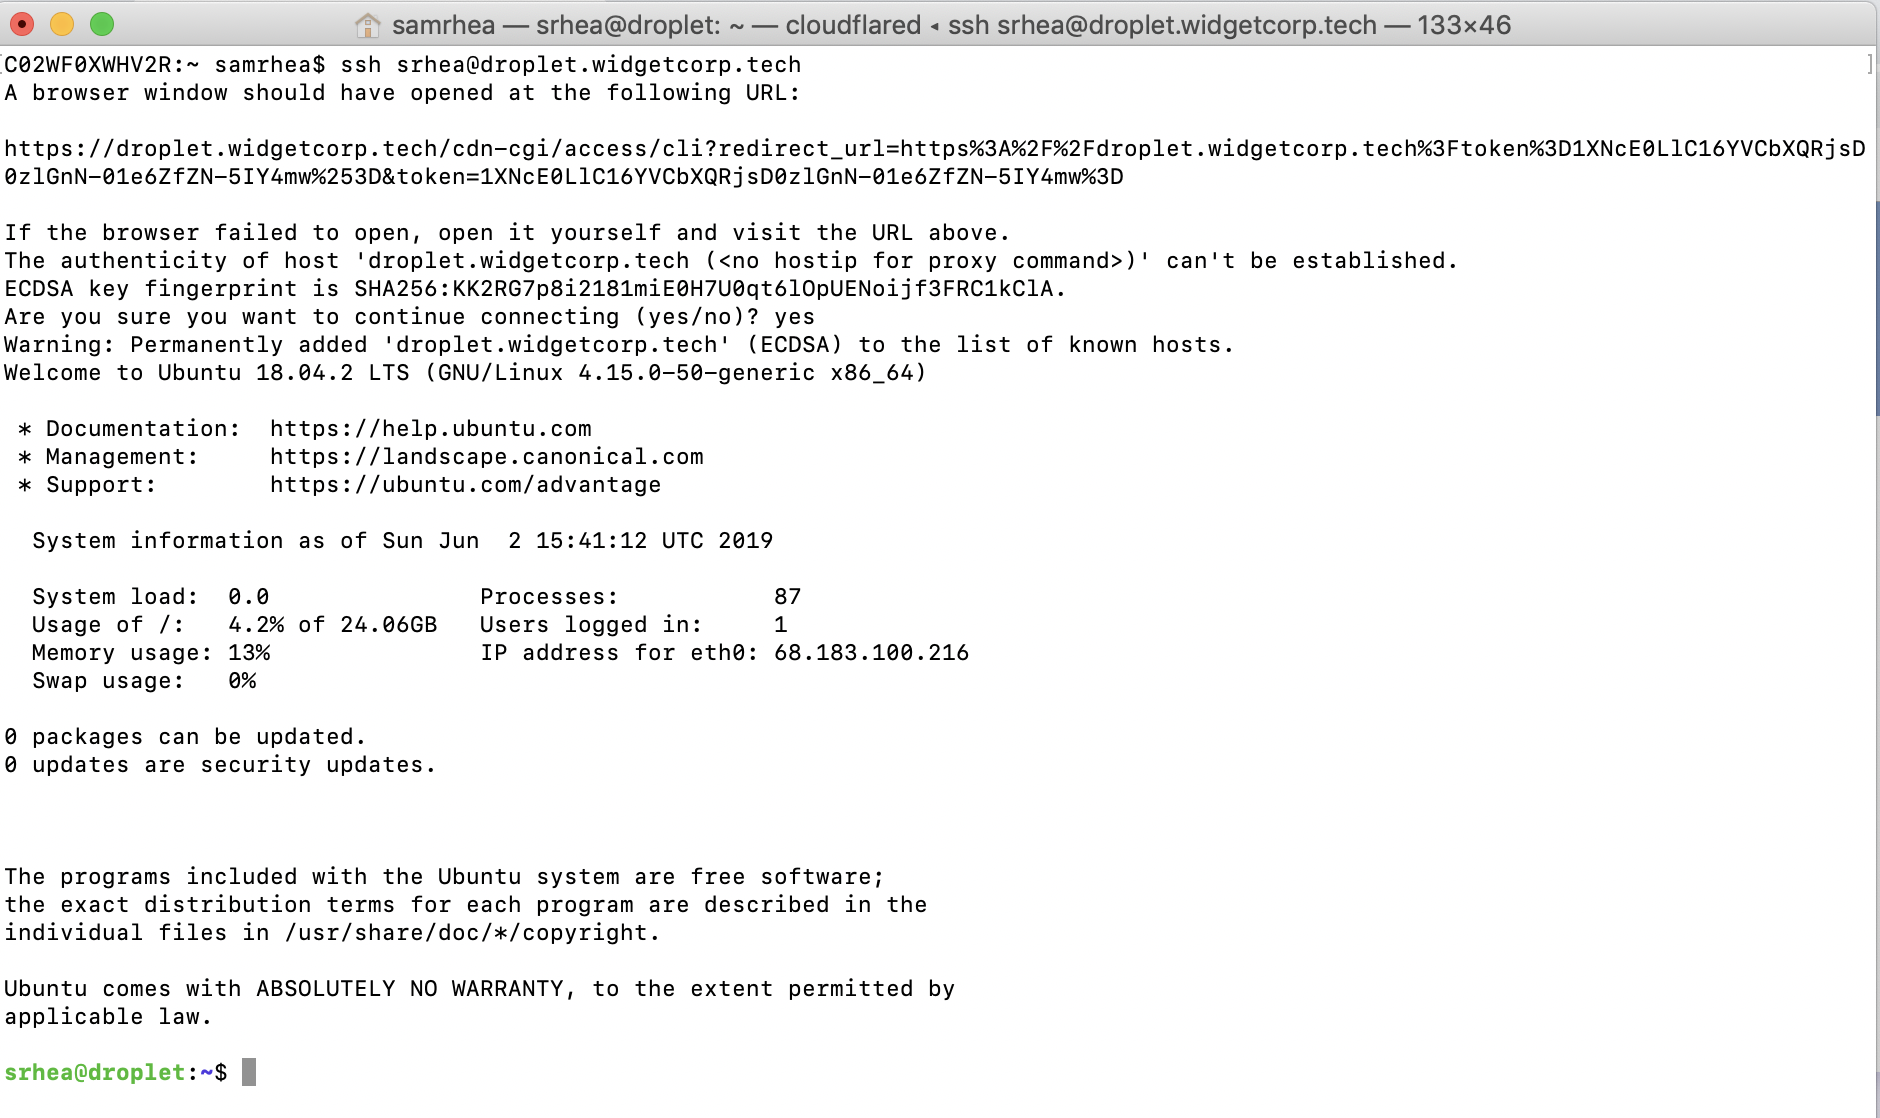 samrhea — srhea@droplet: ~ — cloudflared ◂ ssh srhea@droplet.widgetcorp.tech — 133×46
[C02WF0XWHV2R:~ samrhea$ ssh srhea@droplet.widgetcorp.tech ]
A browser window should have opened at the following URL:
https://droplet.widgetcorp.tech/cdn-cgi/access/cli?redirect_url=https%3A%2F%2Fdroplet.widgetcorp.tech%3Ftoken%3D1XNcE0LlC16YVCbXQRjsD
0zlGnN-01e6ZfZN-5IY4mw%253D&token=1XNcE0LlC16YVCbXQRjsD0zlGnN-01e6ZfZN-5IY4mw%3D
If the browser failed to open, open it yourself and visit the URL above.
The authenticity of host 'droplet.widgetcorp.tech (<no hostip for proxy command>)' can't be established.
ECDSA key fingerprint is SHA256:KK2RG7p8i2181miE0H7U0qt6lOpUENoijf3FRC1kClA.
Are you sure you want to continue connecting (yes/no)? yes
Warning: Permanently added 'droplet.widgetcorp.tech' (ECDSA) to the list of known hosts.
Welcome to Ubuntu 18.04.2 LTS (GNU/Linux 4.15.0-50-generic x86_64)
* Documentation:  https://help.ubuntu.com
* Management:     https://landscape.canonical.com
* Support:        https://ubuntu.com/advantage
System information as of Sun Jun  2 15:41:12 UTC 2019
System load:  0.0               Processes:           87
Usage of /:   4.2% of 24.06GB   Users logged in:     1
Memory usage: 13%               IP address for eth0: 68.183.100.216
Swap usage:   0%
0 packages can be updated.
0 updates are security updates.
The programs included with the Ubuntu system are free software;
the exact distribution terms for each program are described in the
individual files in /usr/share/doc/*/copyright.
Ubuntu comes with ABSOLUTELY NO WARRANTY, to the extent permitted by
applicable law.
srhea@droplet:~$